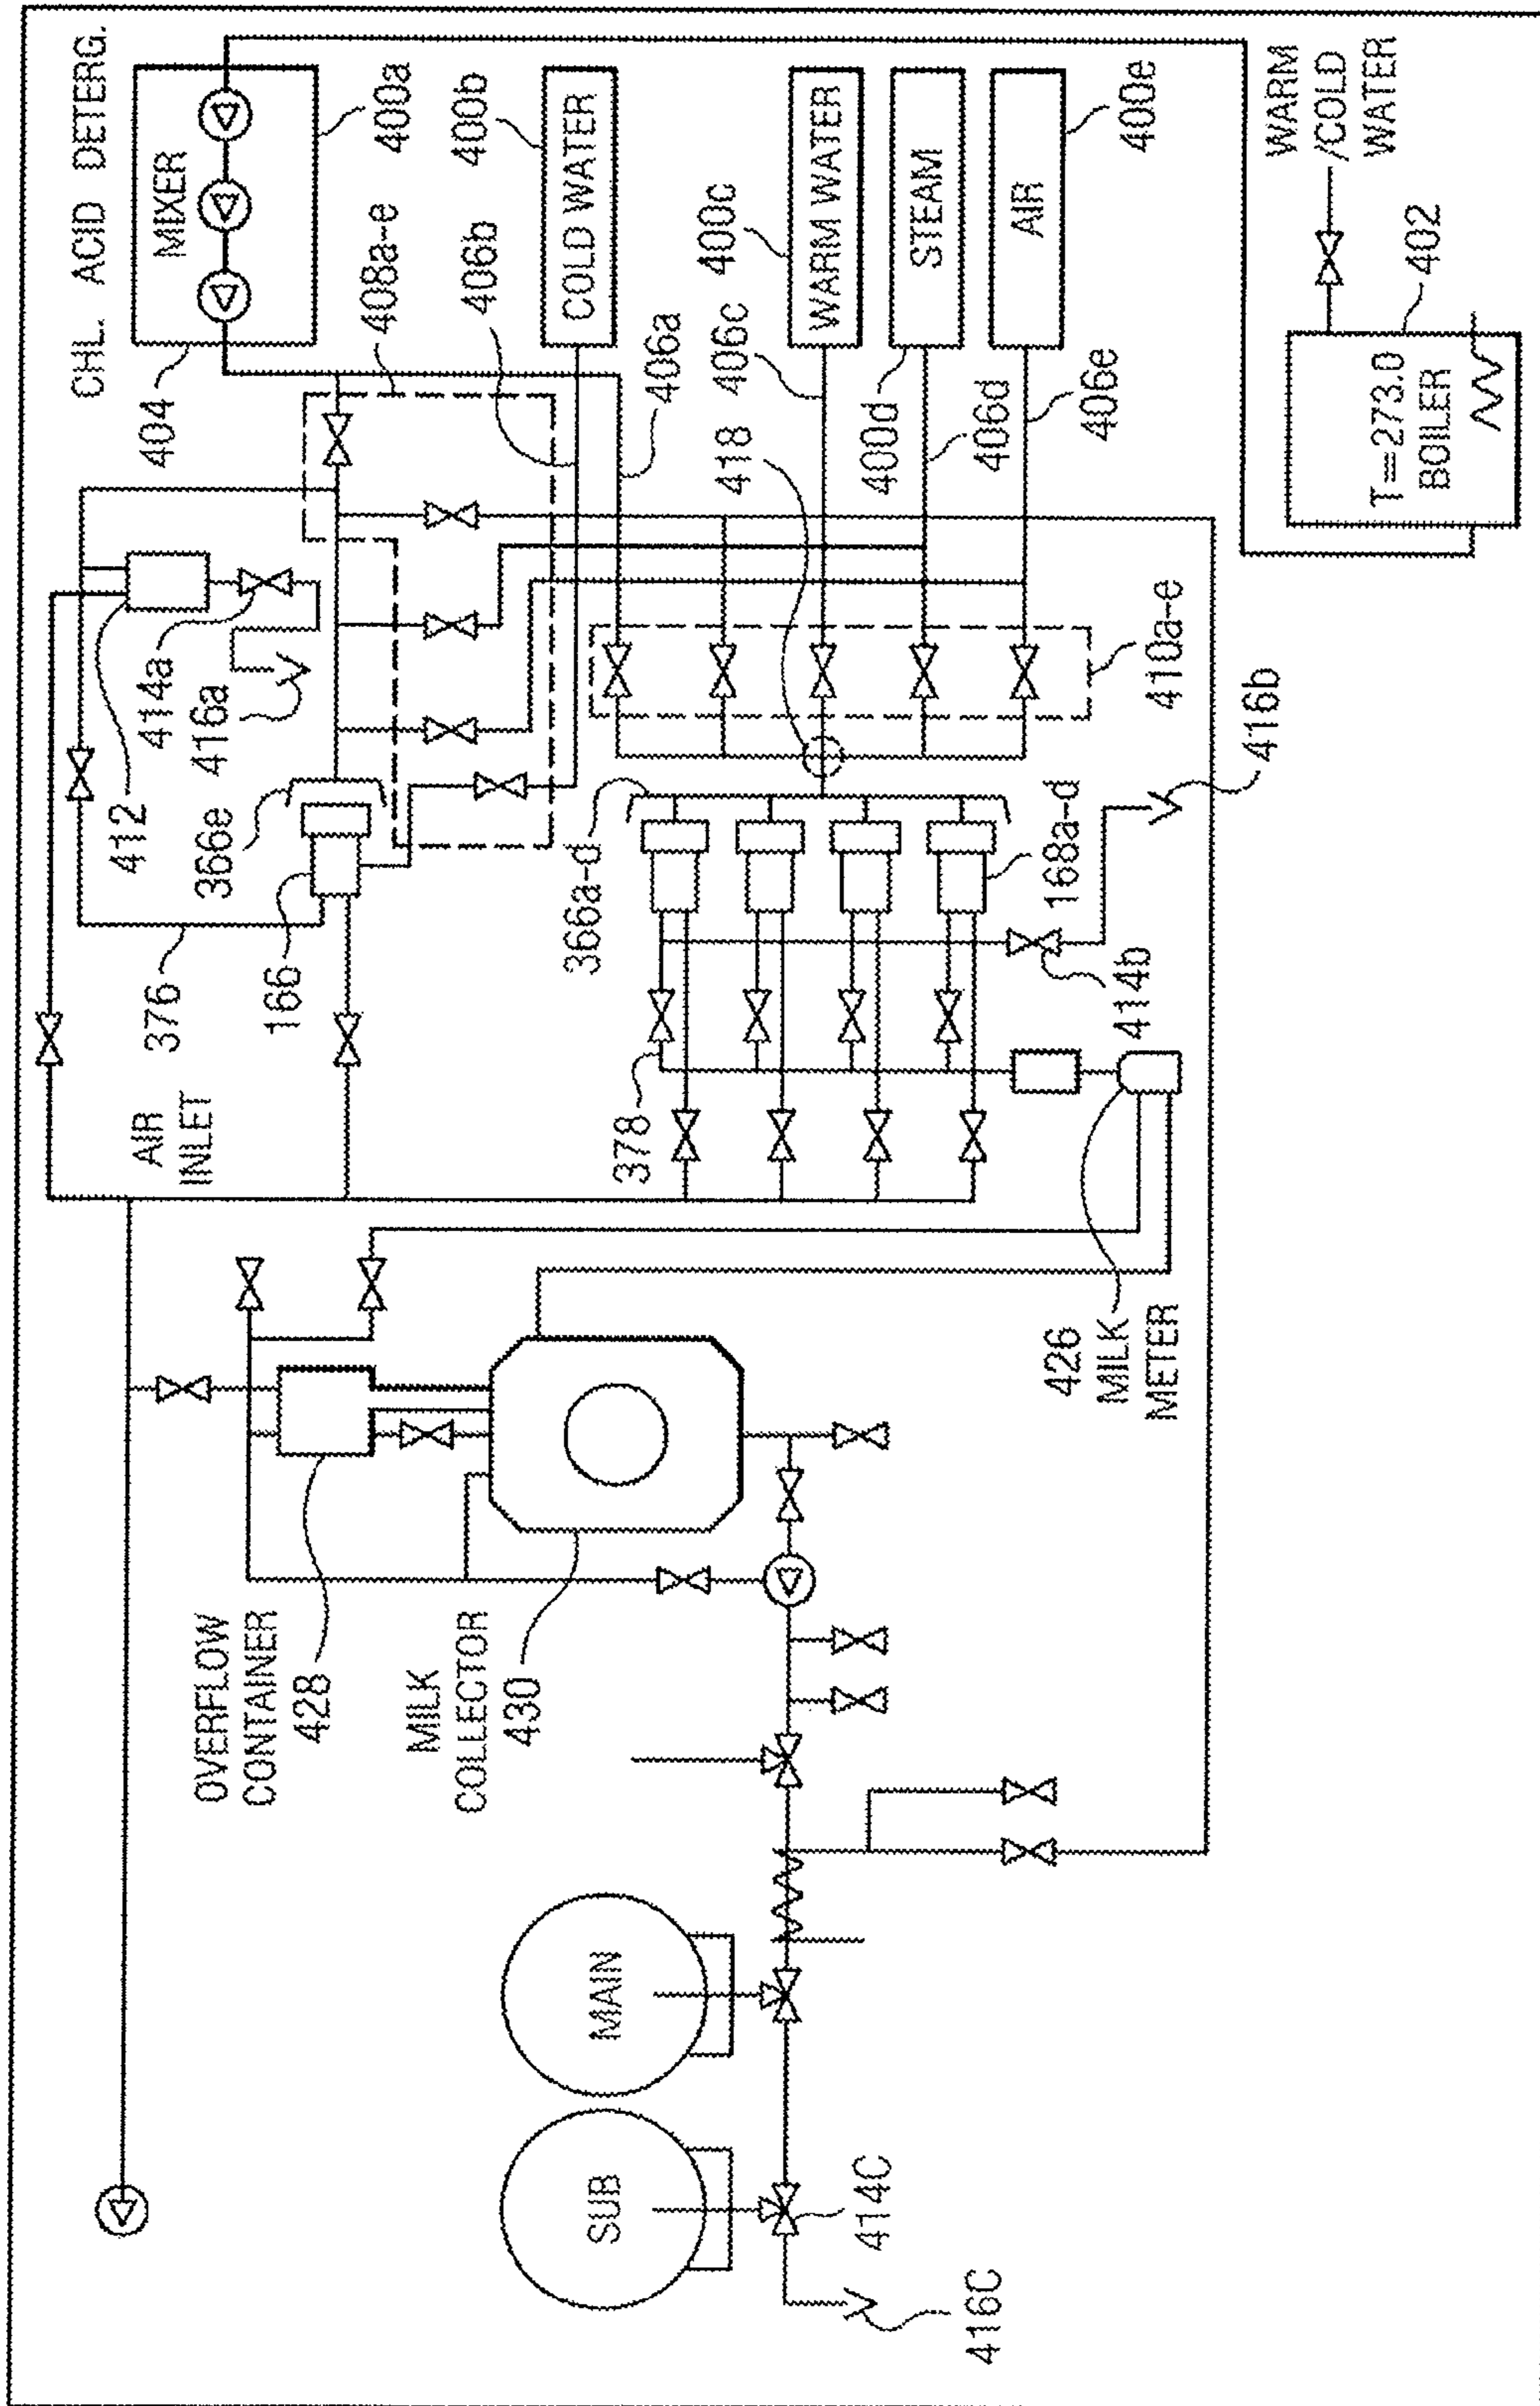 CHL. ACID DETERG.
MIXER
404
400a
400b
COLD WATER
408a-e
406b
406a
400c
WARM WATER
406c
418
400d
STEAM
406d
AIR
400e
406e
WARM
/COLD
WATER
402
T=273.0
BOILER
412
414a
416a
366e
376
166
AIR
INLET
366a-d
168a-d
410a-e
416b
414b
378
426
MILK
METER
OVERFLOW
CONTAINER
428
MILK
COLLECTOR
430
MAIN
SUB
414C
416C